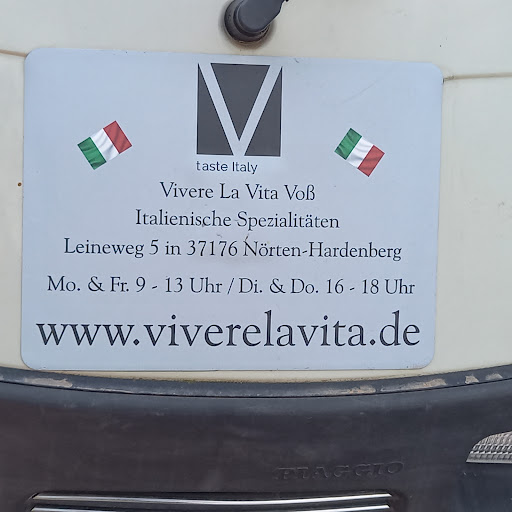 V
taste Italy
Vivere La Vita Voß
Italienische Spezialitäten
Leineweg 5 in 37176 Nörten-Hardenberg
Mo. & Fr. 9 - 13 Uhr / Di. & Do. 16 - 18 Uhr
www.viverelavita.de
PIAGGIO